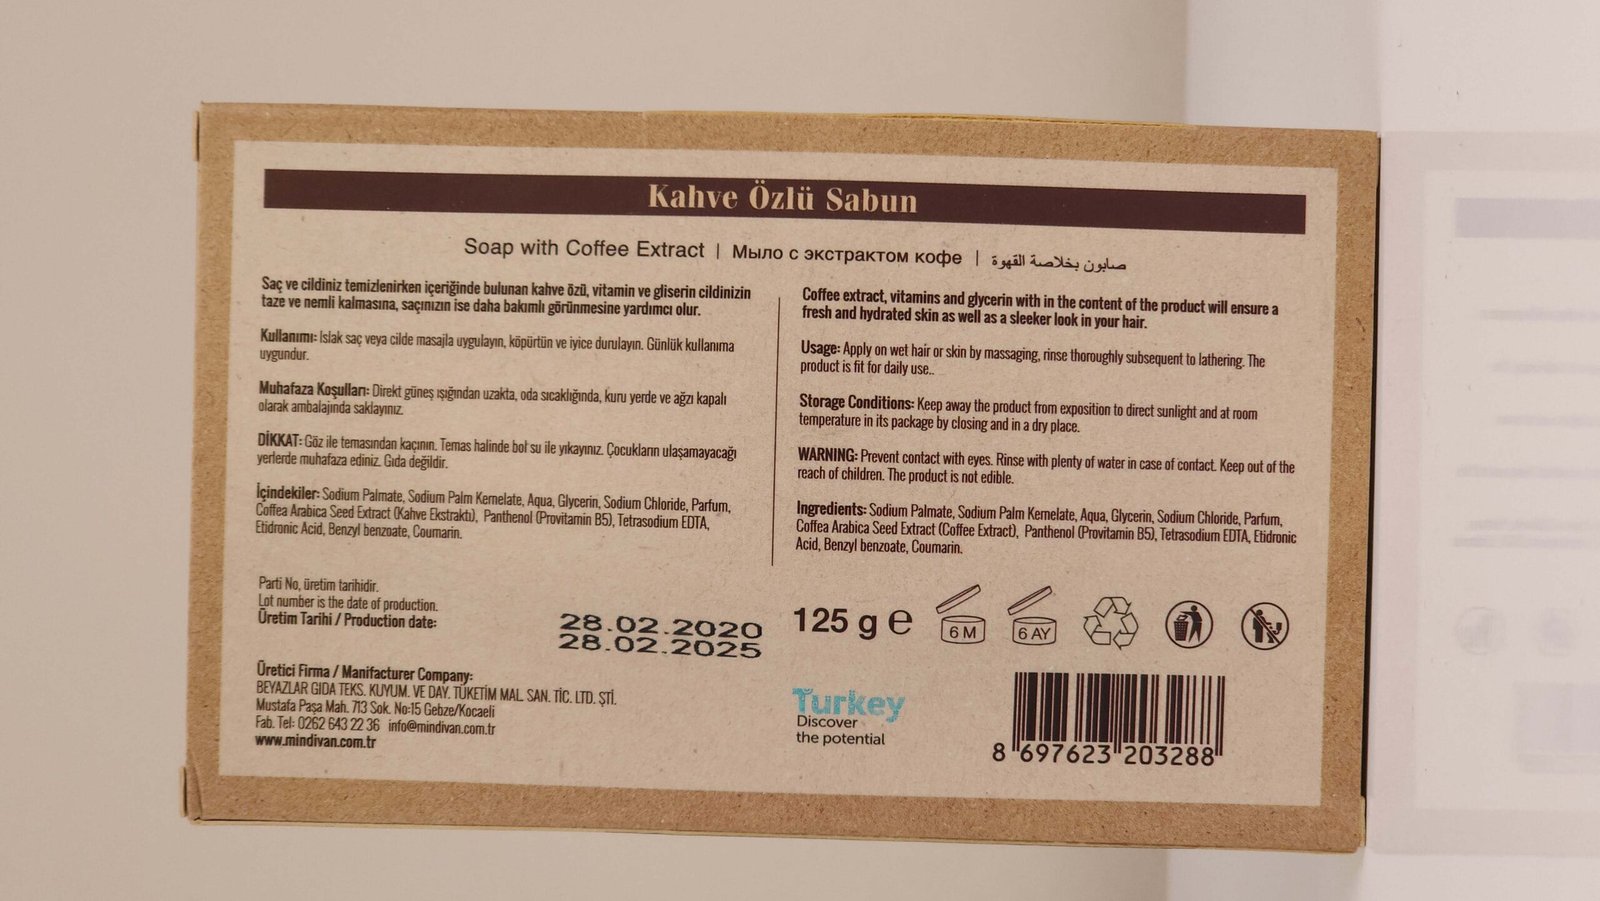 Kahve Özlü Sabun
Soap with Coffee Extract | Мыло с экстрактом кофе | صابون بخلاصة القهوة
Saç ve cildiniz temizlenirken içeriğinde bulunan kahve özü, vitamin ve gliserin cildinizin
taze ve nemli kalmasına, saçınızın ise daha bakımlı görünmesine yardımcı olur.
Kullanımı: Islak saç veya cilde masajla uygulayın, köpürtün ve iyice durulayın. Günlük kullanıma
uygundur.
Muhafaza Koşulları: Direkt güneş ışığından uzakta, oda sıcaklığında, kuru yerde ve ağzı kapalı
olarak ambalajında saklayınız.
DİKKAT: Göz ile temasından kaçının. Temas halinde bol su ile yıkayınız. Çocukların ulaşamayacağı
yerlerde muhafaza ediniz. Gıda değildir.
İçindekiler: Sodium Palmate, Sodium Palm Kernelate, Aqua, Glycerin, Sodium Chloride, Parfum,
Coffea Arabica Seed Extract (Kahve Ekstraktı), Panthenol (Provitamin B5), Tetrasodium EDTA,
Etidronic Acid, Benzyl benzoate, Coumarin.
Coffee extract, vitamins and glycerin with in the content of the product will ensure a
fresh and hydrated skin as well as a sleeker look in your hair.
Usage: Apply on wet hair or skin by massaging, rinse thoroughly subsequent to lathering. The
product is fit for daily use..
Storage Conditions: Keep away the product from exposition to direct sunlight and at room
temperature in its package by closing and in a dry place.
WARNING: Prevent contact with eyes. Rinse with plenty of water in case of contact. Keep out of the
reach of children. The product is not edible.
Ingredients: Sodium Palmate, Sodium Palm Kernelate, Aqua, Glycerin, Sodium Chloride, Parfum,
Coffea Arabica Seed Extract (Coffee Extract), Panthenol (Provitamin B5), Tetrasodium EDTA, Etidronic
Acid, Benzyl benzoate, Coumarin.
Parti No, üretim tarihidir.
Lot number is the date of production.
Üretim Tarihi / Production date:
28.02.2020
28.02.2025
Üretici Firma / Manifacturer Company:
BEYAZLAR GIDA TEKS. KUYUM. VE DAY. TÜKETİM MAL. SAN. TİC. LTD. ŞTİ.
Mustafa Paşa Mah. 713 Sok. No:15 Gebze/Kocaeli
Fab. Tel: 0262 643 22 36 info@mindivan.com.tr
www.mindivan.com.tr
125 g ℮
6 M
6 AY
Turkey
Discover
the potential
8 697623 203288